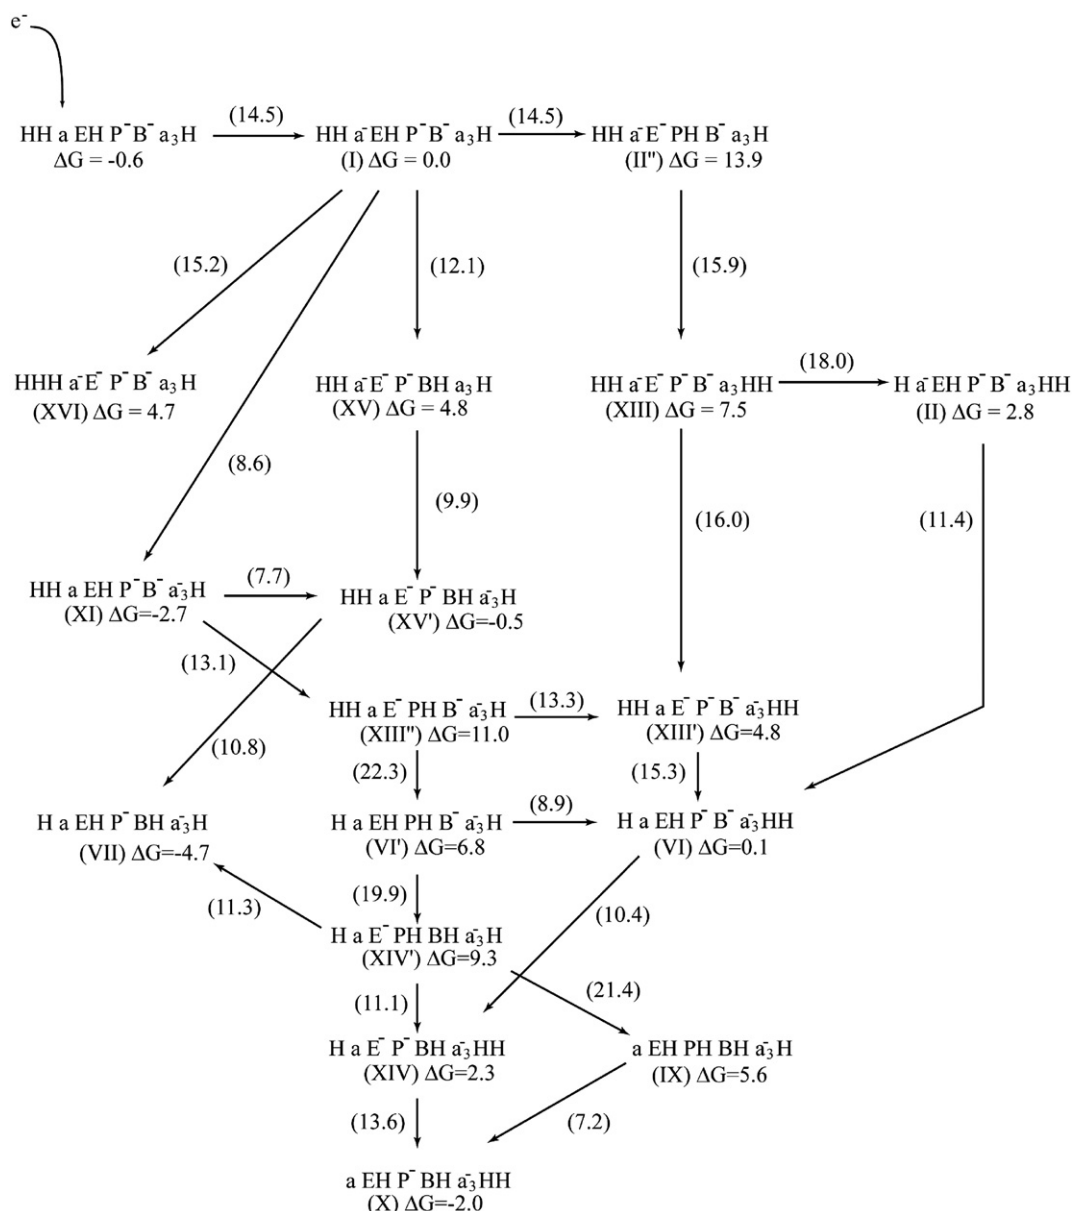 e⁻
(14.5) (14.5)
HH a EH P⁻B⁻ a₃H HH a⁻EH P⁻B⁻ a₃H HH a⁻E⁻ PH B⁻ a₃H
ΔG = -0.6 (I) ΔG = 0.0 (II") ΔG = 13.9
(15.2) (12.1) (15.9)
(18.0)
HHH a⁻E⁻ P⁻B⁻ a₃H HH a⁻E⁻ P⁻ BH a₃H HH a⁻E⁻ P⁻ B⁻ a₃HH H a⁻EH P⁻B⁻ a₃HH
(XVI) ΔG = 4.7 (XV) ΔG = 4.8 (XIII) ΔG = 7.5 (II) ΔG = 2.8
(8.6)
(9.9) (16.0) (11.4)
(7.7)
HH a EH P⁻B⁻ a₃⁻H HH a E⁻ P⁻ BH a₃⁻H
(XI) ΔG=-2.7 (XV') ΔG=-0.5
(13.1)
(13.3)
HH a E⁻ PH B⁻ a₃⁻H HH a E⁻ P⁻ B⁻ a₃⁻HH
(XIII") ΔG=11.0 (XIII') ΔG=4.8
(10.8) (22.3) (15.3)
(8.9)
H a EH P⁻ BH a₃⁻H H a EH PH B⁻ a₃⁻H H a EH P⁻ B⁻ a₃⁻HH
(VII) ΔG=-4.7 (VI') ΔG=6.8 (VI) ΔG=0.1
(11.3) (19.9) (10.4)
H a E⁻ PH BH a₃⁻H
(XIV') ΔG=9.3
(11.1) (21.4)
H a E⁻ P⁻ BH a₃⁻HH a EH PH BH a₃⁻H
(XIV) ΔG=2.3 (IX) ΔG=5.6
(13.6) (7.2)
a EH P⁻ BH a₃⁻HH
(X) ΔG=-2.0